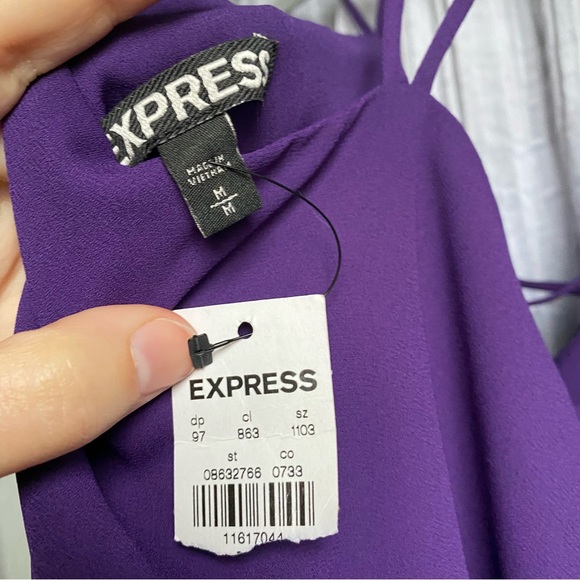 EXPRESS
MADE IN
VIETNAM
M
M
EXPRESS
dp cl sz
97 863 1103
st co
08632766 0733
11617044